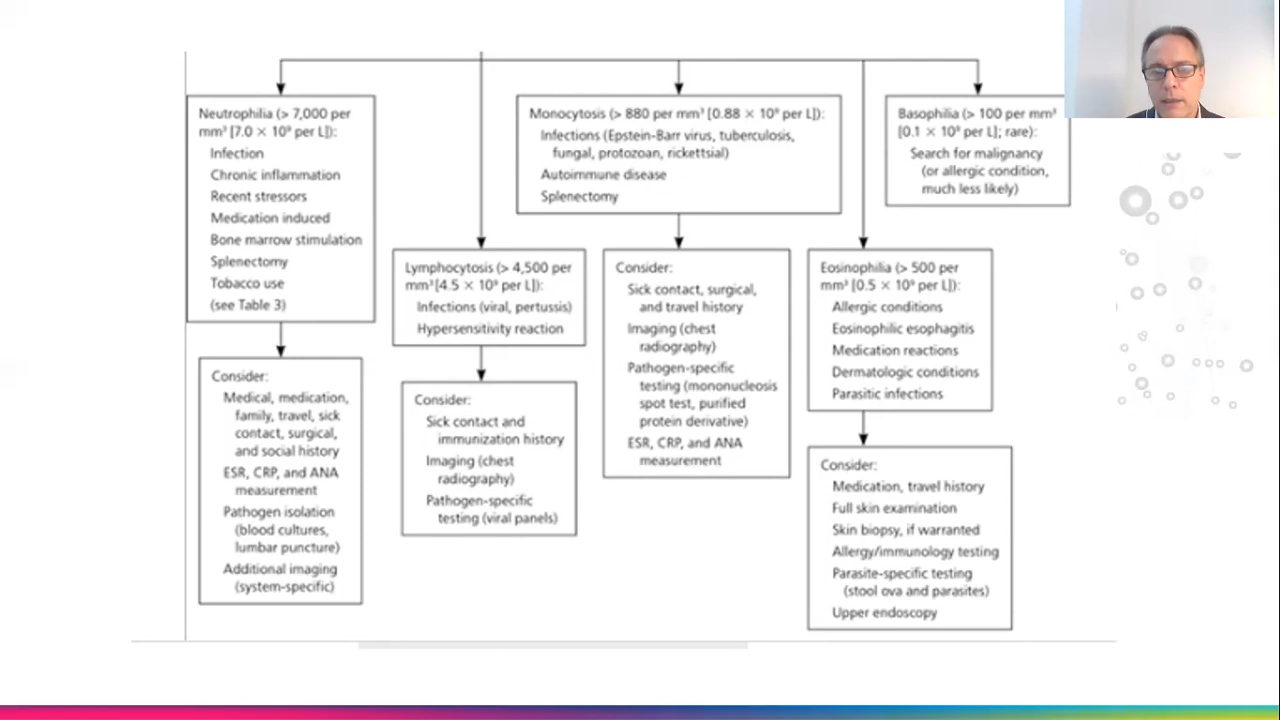 Neutrophilia (> 7,000 per
mm³ [7.0 × 10⁹ per L]):
Infection
Chronic inflammation
Recent stressors
Medication induced
Bone marrow stimulation
Splenectomy
Tobacco use
(see Table 3)
Consider:
Medical, medication,
family, travel, sick
contact, surgical,
and social history
ESR, CRP, and ANA
measurement
Pathogen isolation
(blood cultures,
lumbar puncture)
Additional imaging
(system-specific)
Lymphocytosis (> 4,500 per
mm³ [4.5 × 10⁹ per L]):
Infections (viral, pertussis)
Hypersensitivity reaction
Consider:
Sick contact and
immunization history
Imaging (chest
radiography)
Pathogen-specific
testing (viral panels)
Monocytosis (> 880 per mm³ [0.88 × 10⁹ per L]):
Infections (Epstein-Barr virus, tuberculosis,
fungal, protozoan, rickettsial)
Autoimmune disease
Splenectomy
Consider:
Sick contact, surgical,
and travel history
Imaging (chest
radiography)
Pathogen-specific
testing (mononucleosis
spot test, purified
protein derivative)
ESR, CRP, and ANA
measurement
Eosinophilia (> 500 per
mm³ [0.5 × 10⁹ per L]):
Allergic conditions
Eosinophilic esophagitis
Medication reactions
Dermatologic conditions
Parasitic infections
Consider:
Medication, travel history
Full skin examination
Skin biopsy, if warranted
Allergy/immunology testing
Parasite-specific testing
(stool ova and parasites)
Upper endoscopy
Basophilia (> 100 per mm³
[0.1 × 10⁹ per L]; rare):
Search for malignancy
(or allergic condition,
much less likely)